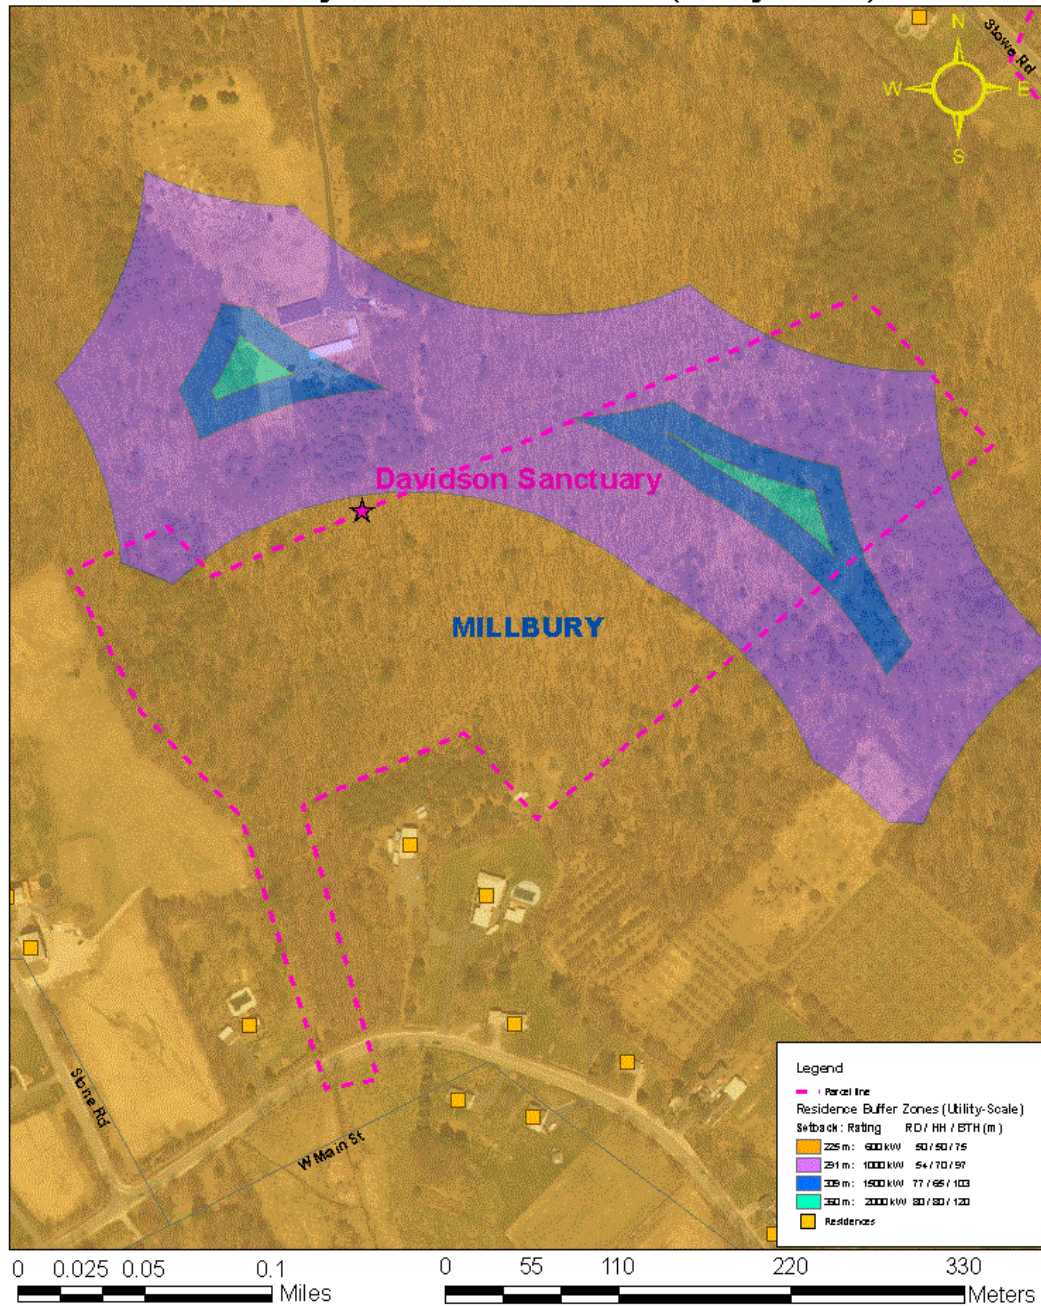 N
W E
S
Stowe Rd
Davidson Sanctuary
MILLBURY
Stone Rd
W Main St
Legend
Parcel line
Residence Buffer Zones (Utility-Scale)
Setback: Rating RD / HH / BTH (m)
225 m: 600 kW 50 / 50 / 75
291 m: 1000 kW 54 / 70 / 97
309 m: 1500 kW 77 / 65 / 103
360 m: 2000 kW 80 / 80 / 120
Residences
0 0.025 0.05 0.1
Miles
0 55 110 220 330
Meters